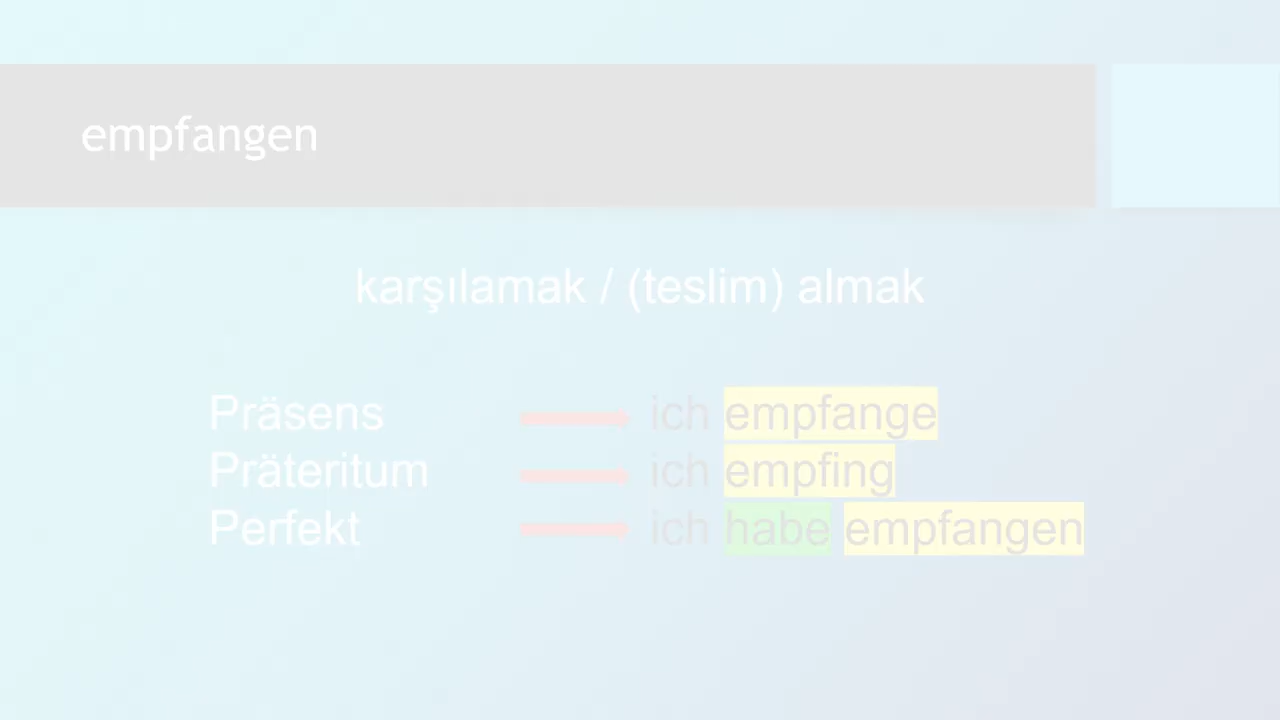 empfangen
karşılamak / (teslim) almak
Präsens ich empfange
Präteritum ich empfing
Perfekt ich habe empfangen